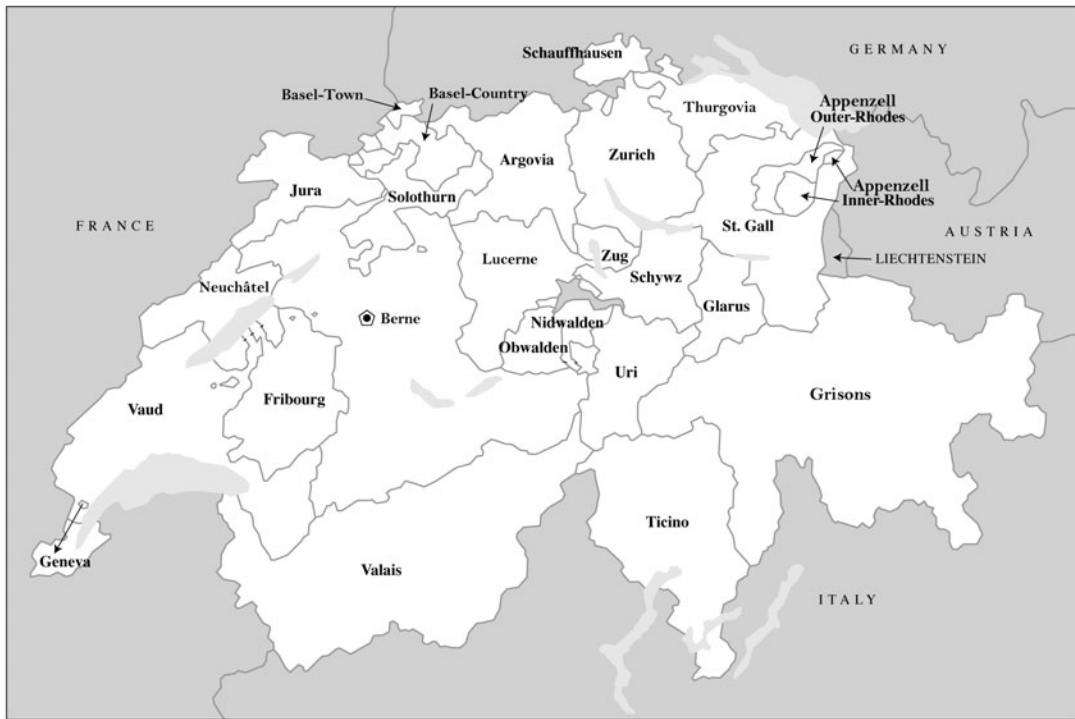 Schauffhausen
GERMANY
Basel-Town
Basel-Country
Thurgovia
Appenzell
Outer-Rhodes
Argovia
Zurich
Jura
Solothurn
Appenzell
Inner-Rhodes
FRANCE
St. Gall
AUSTRIA
Lucerne
Zug
LIECHTENSTEIN
Schywz
Neuchâtel
Glarus
Berne
Nidwalden
Obwalden
Uri
Vaud
Fribourg
Grisons
Ticino
Geneva
Valais
ITALY